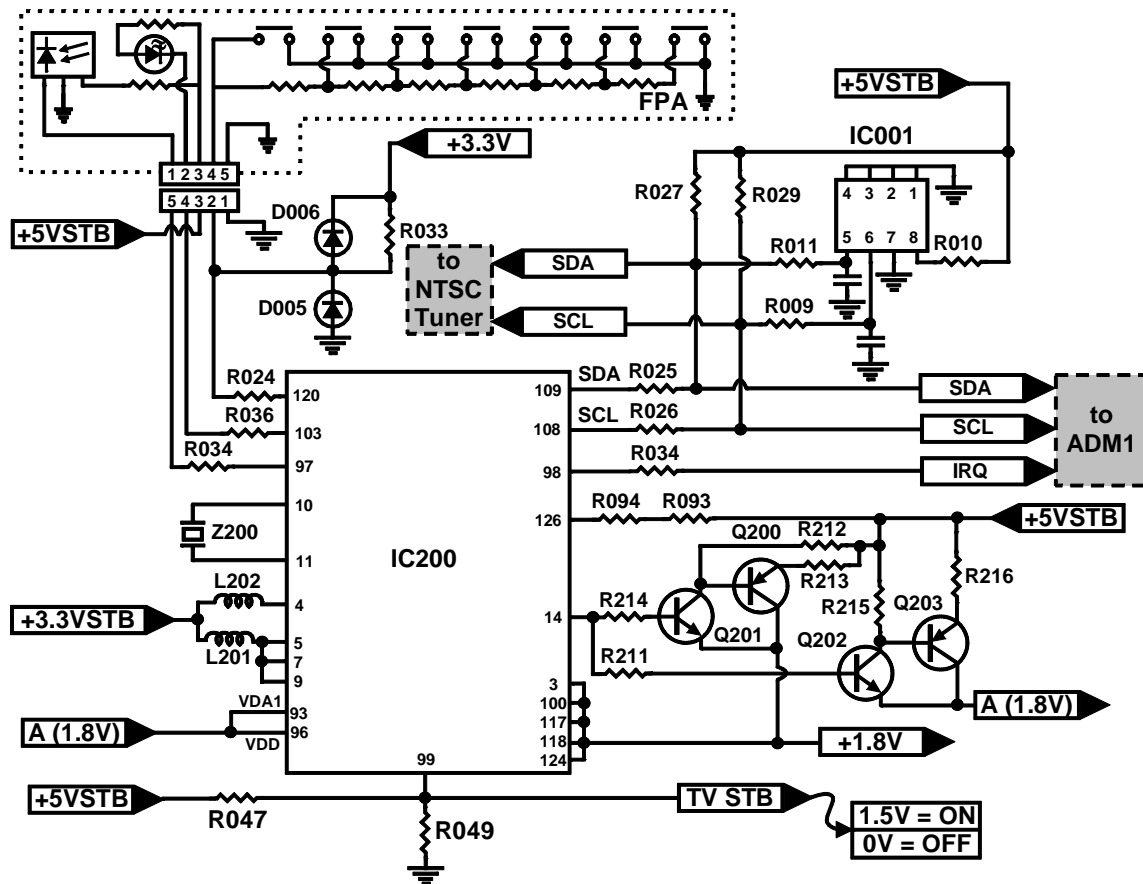 FPA
+5VSTB
+3.3V
IC001
1 2 3 4 5
5 4 3 2 1
R027
R029
4 3 2 1
5 6 7 8
D006
R033
+5VSTB
to
NTSC
Tuner
SDA
R011
R010
D005
SCL
R009
R024
120
R036
103
R034
97
10
Z200
11
IC200
109
SDA
R025
SDA
108
SCL
R026
SCL
98
R034
IRQ
to
ADM1
126
R094
R093
+5VSTB
Q200
R212
R213
R216
L202
4
+3.3VSTB
5
L201
7
9
14
R214
Q201
R215
Q203
Q202
R211
VDA1
93
A (1.8V)
96
VDD
3
100
117
118
124
A (1.8V)
+1.8V
99
+5VSTB
R047
R049
TV STB
1.5V = ON
0V = OFF